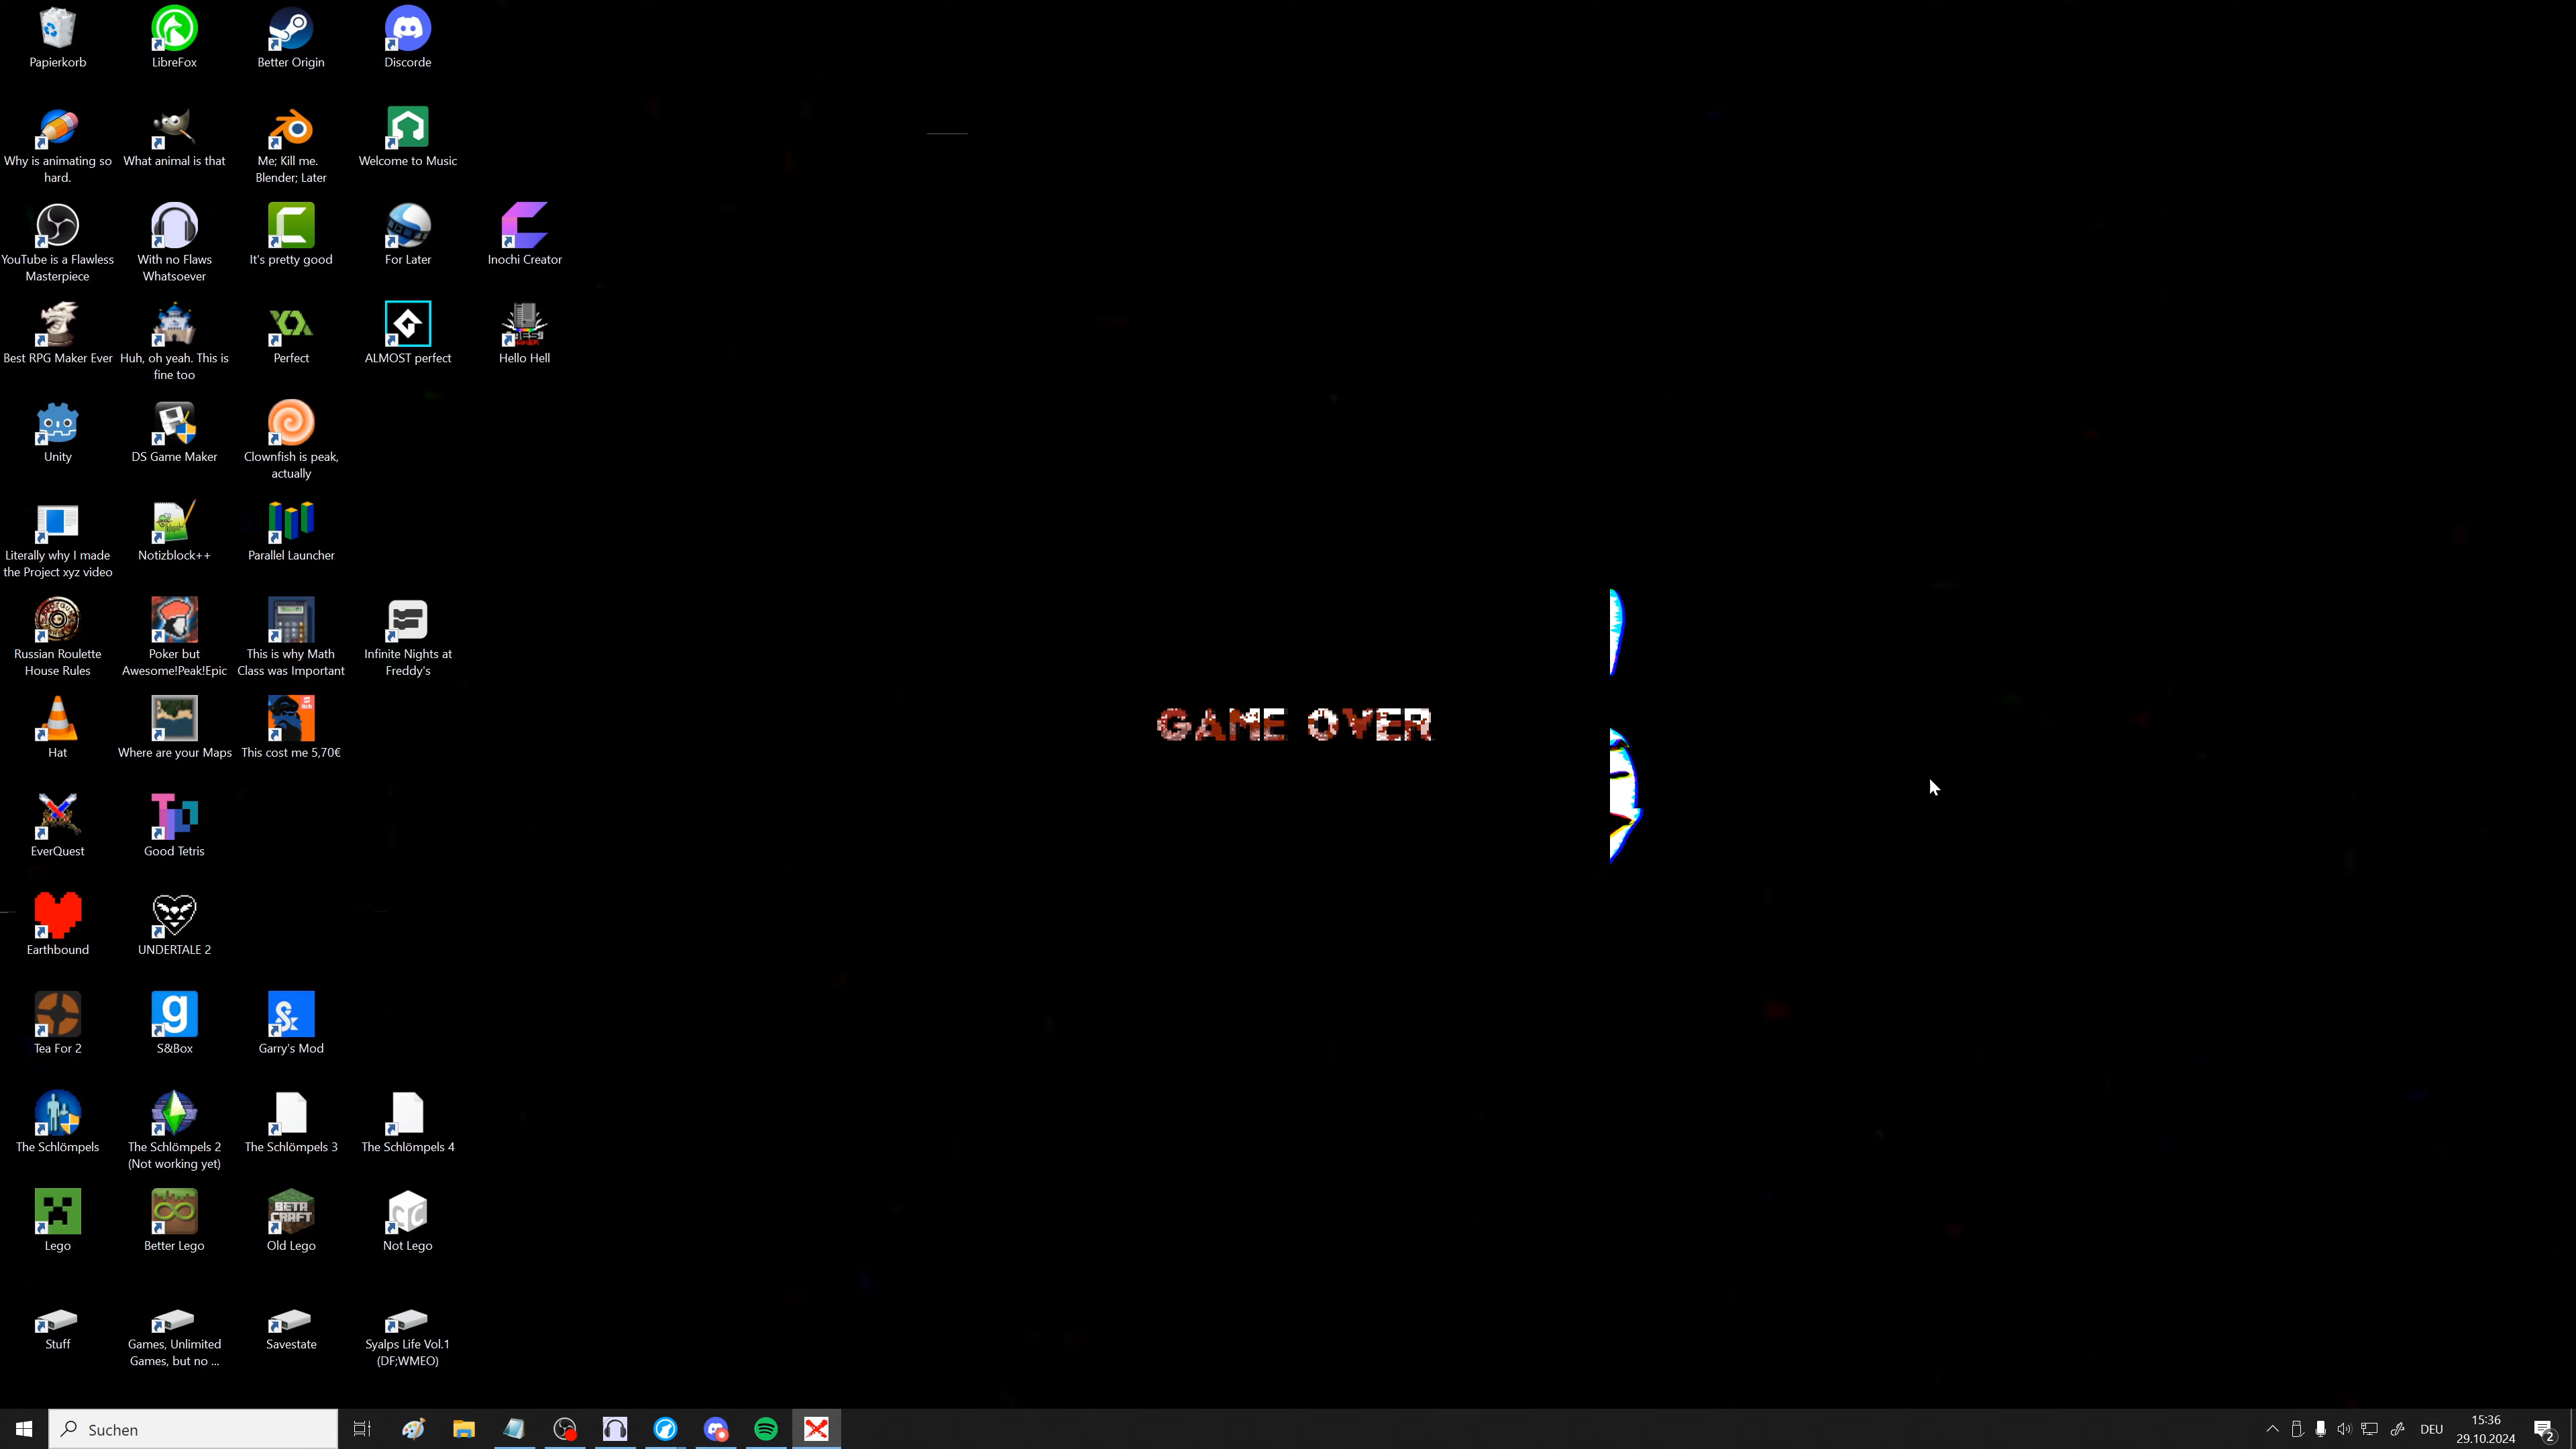 Papierkorb
LibreFox
Better Origin
Discorde
Why is animating so
hard.
What animal is that
Me; Kill me.
Blender; Later
Welcome to Music
YouTube is a Flawless
Masterpiece
With no Flaws
Whatsoever
It's pretty good
For Later
Inochi Creator
Best RPG Maker Ever
Huh, oh yeah. This is
fine too
Perfect
ALMOST perfect
Hello Hell
Unity
DS Game Maker
Clownfish is peak,
actually
Literally why I made
the Project xyz video
Notizblock++
Parallel Launcher
Russian Roulette
House Rules
Poker but
Awesome!Peak!Epic
This is why Math
Class was Important
Infinite Nights at
Freddy's
Hat
Where are your Maps
This cost me 5,70€
GAME OVER
EverQuest
Good Tetris
Earthbound
UNDERTALE 2
Tea For 2
g
S&Box
Garry's Mod
The Schlömpels
The Schlömpels 2
(Not working yet)
The Schlömpels 3
The Schlömpels 4
BETA
CRAFT
CC
Lego
Better Lego
Old Lego
Not Lego
Stuff
Games, Unlimited
Games, but no ...
Savestate
Syalps Life Vol.1
(DF;WMEO)
Suchen
DEU
15:36
29.10.2024
2